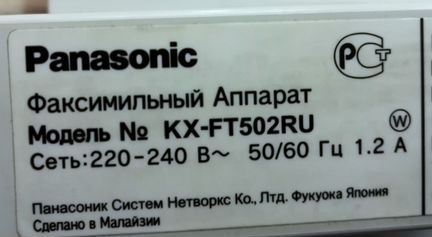 Panasonic
Факсимильный Аппарат
Модель № KX-FT502RU
Сеть:220-240 В~ 50/60 Гц 1.2 А
Панасоник Систем Нетворкс Ко., Лтд. Фукуока Япония
Сделано в Малайзии
РСТ
W